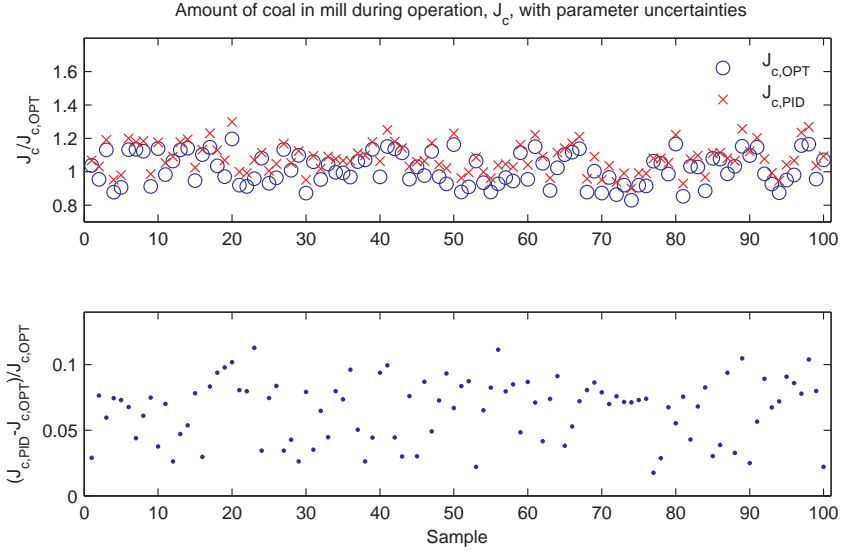 Amount of coal in mill during operation, J_c, with parameter uncertainties
J_c/J_c,OPT
1.6
1.4
1.2
1
0.8
J_c,OPT
J_c,PID
0 10 20 30 40 50 60 70 80 90 100
(J_c,PID-J_c,OPT)/J_c,OPT
0.1
0.05
0
0 10 20 30 40 50 60 70 80 90 100
Sample